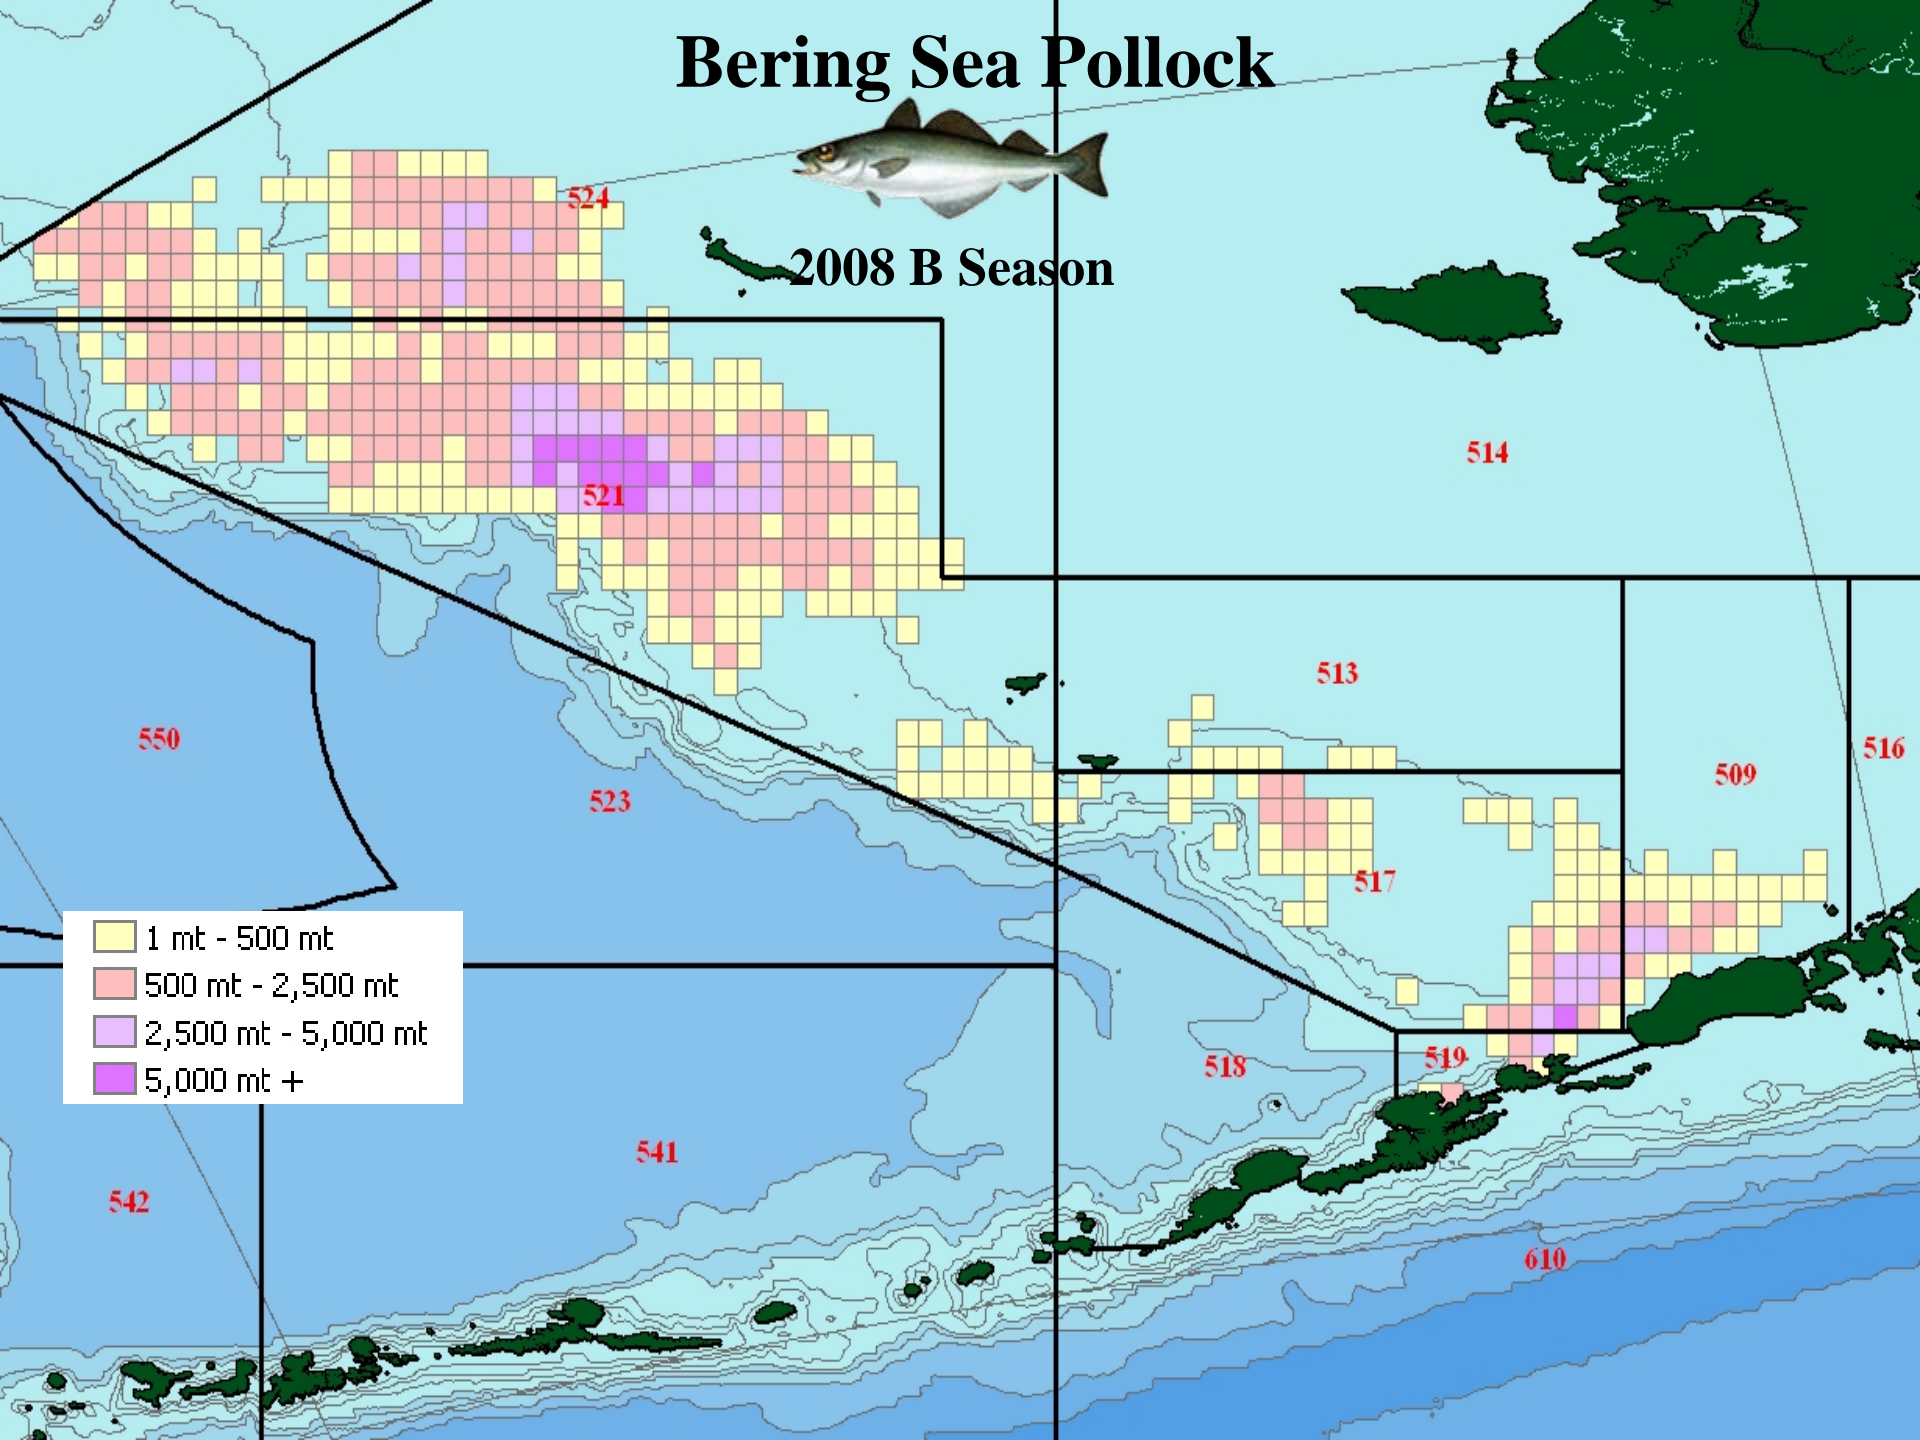 Bering Sea Pollock
524
2008 B Season
514
521
513
550
516
509
523
517
1 mt - 500 mt
500 mt - 2,500 mt
2,500 mt - 5,000 mt
5,000 mt +
519
518
541
542
610